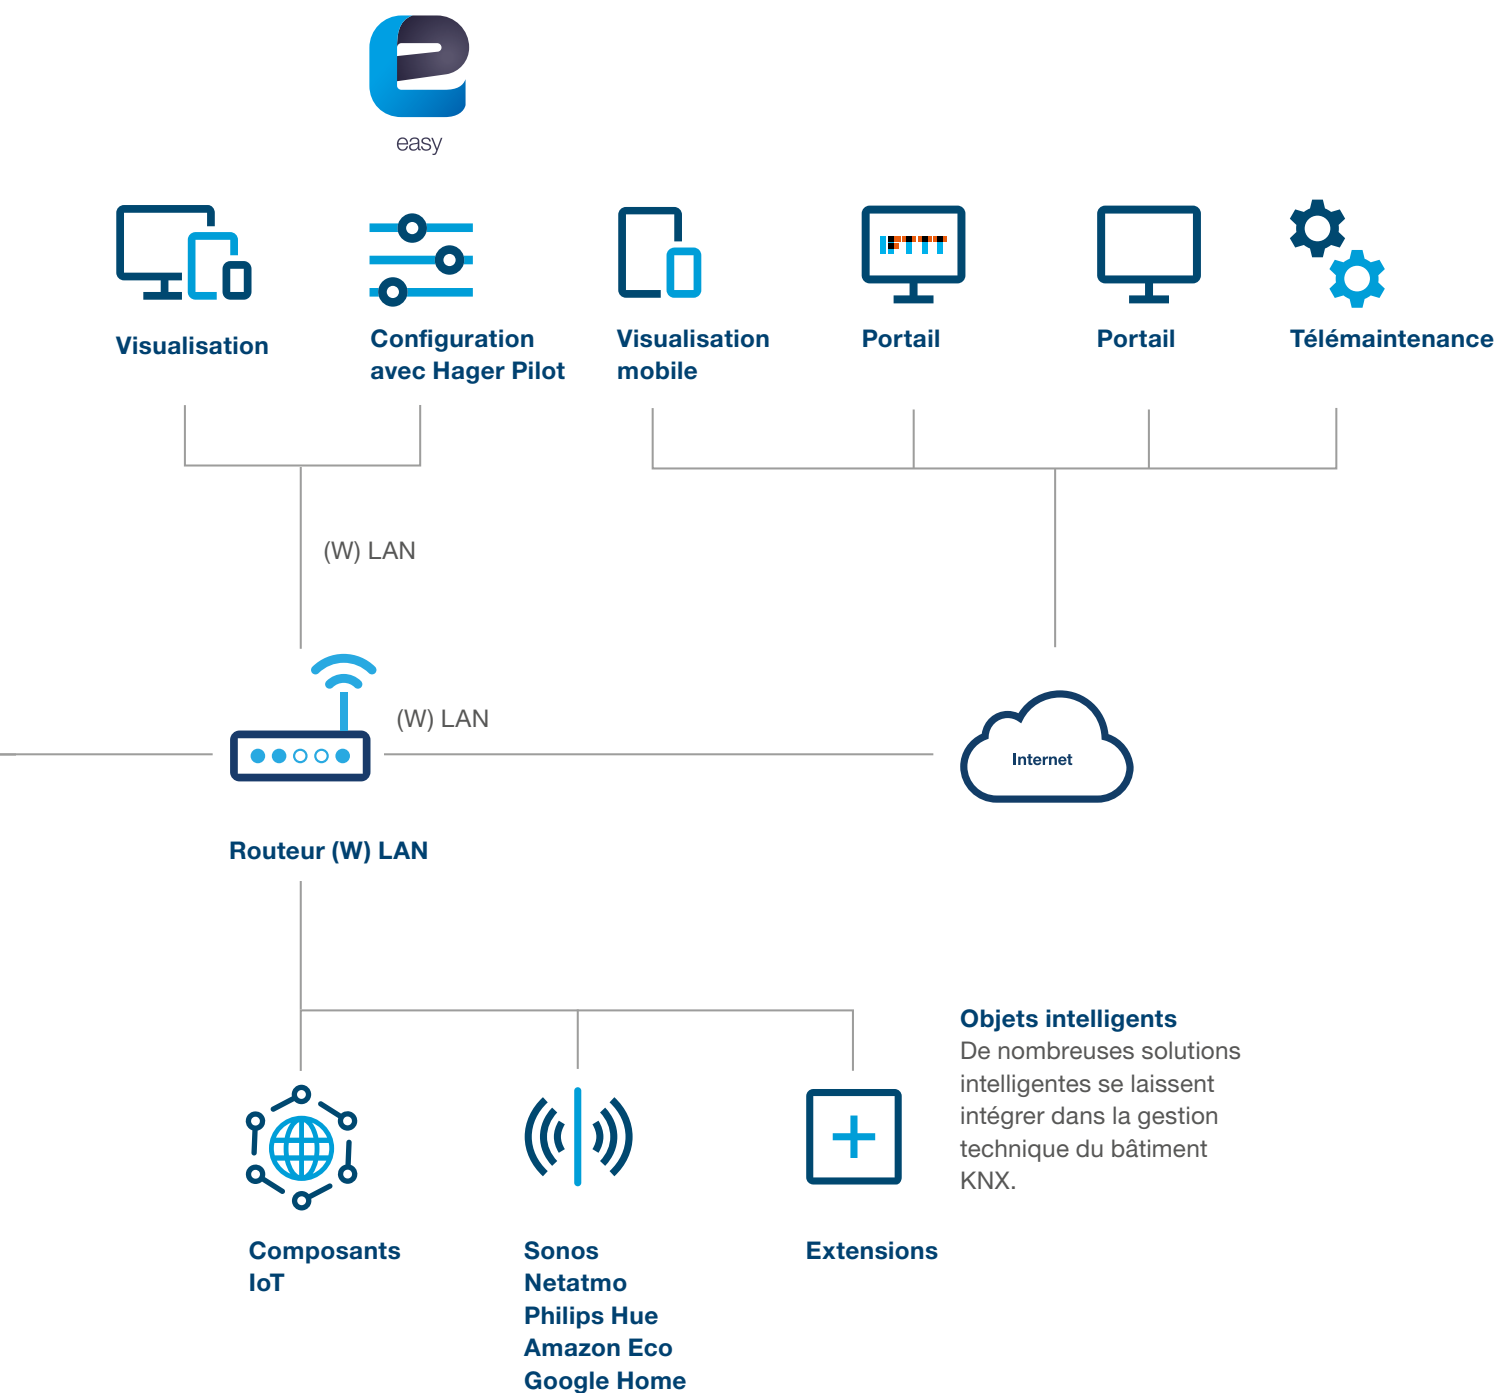 easy
Visualisation
Configuration
avec Hager Pilot
Visualisation
mobile
IFTTT
Portail
Portail
Télémaintenance
(W) LAN
(W) LAN
Internet
Routeur (W) LAN
Objets intelligents
De nombreuses solutions
intelligentes se laissent
intégrer dans la gestion
technique du bâtiment
KNX.
Composants
IoT
Sonos
Netatmo
Philips Hue
Amazon Eco
Google Home
Extensions